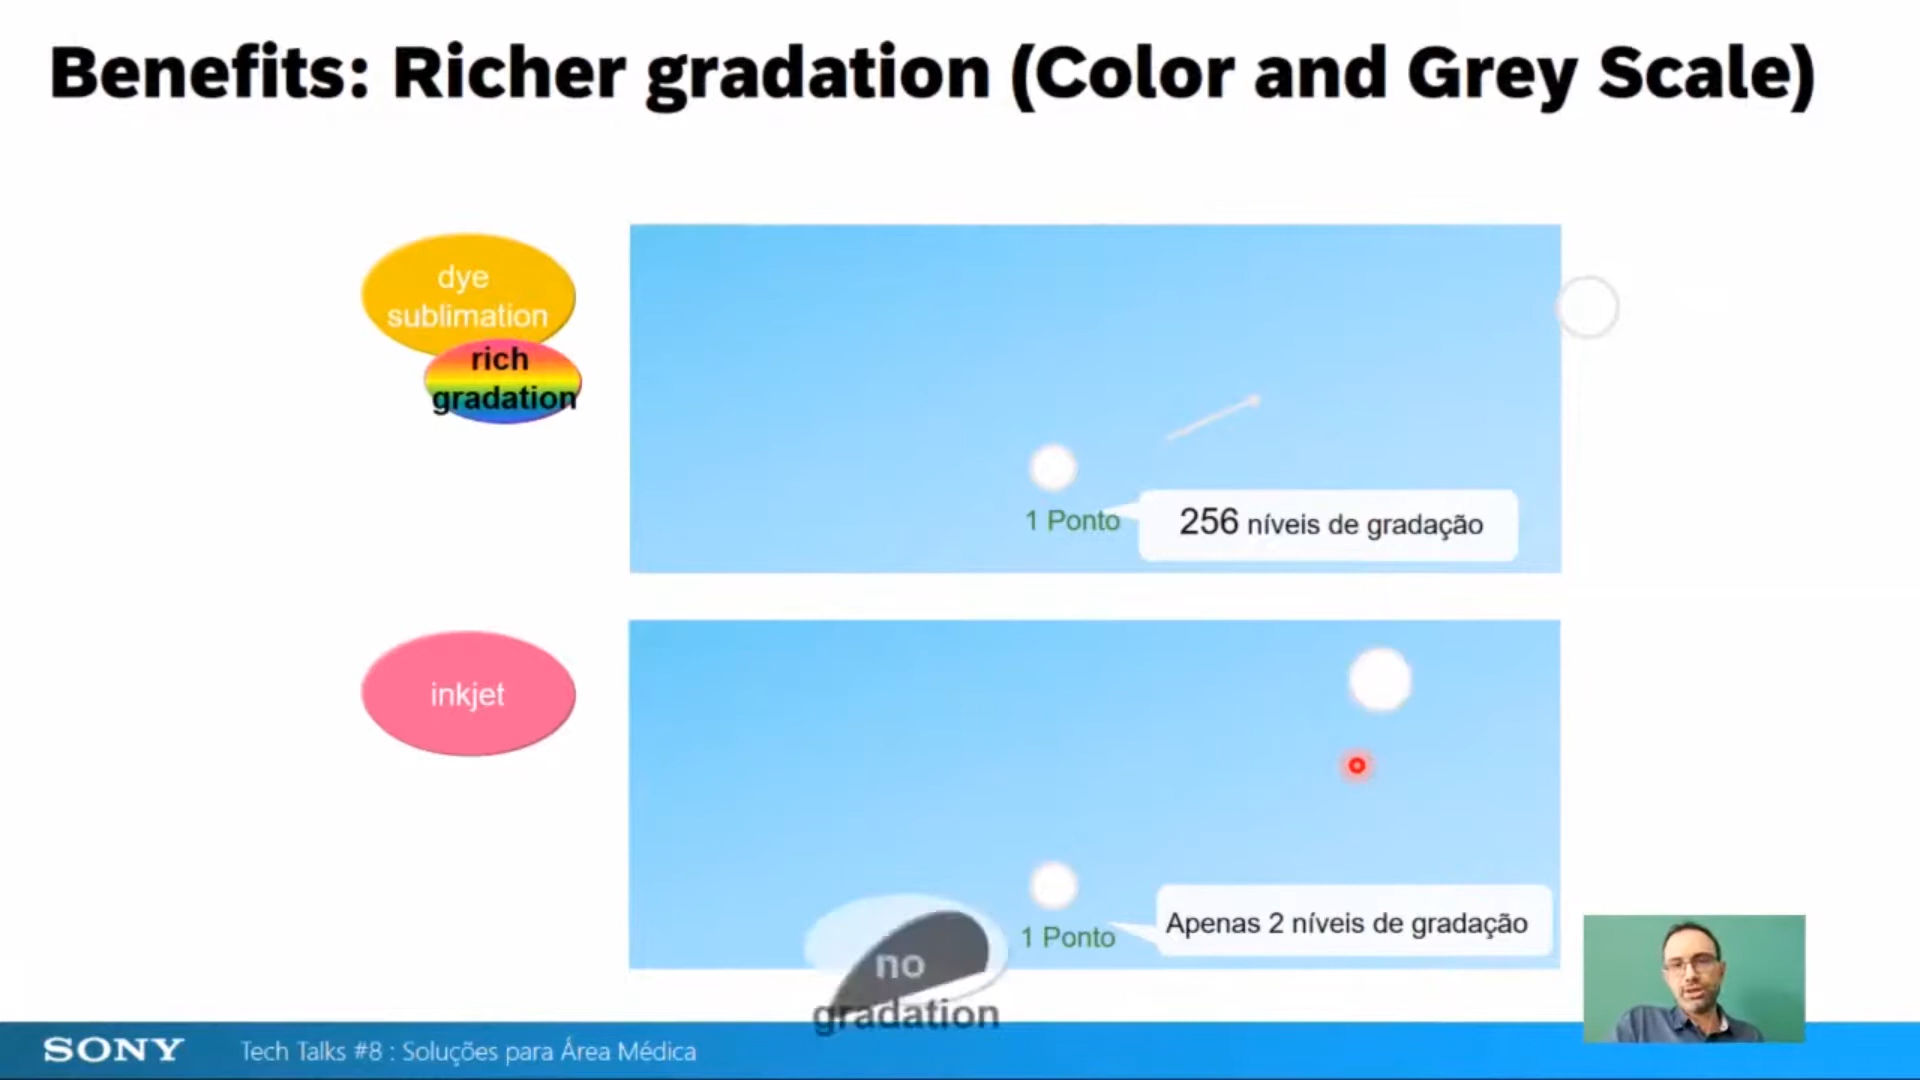 Benefits: Richer gradation (Color and Grey Scale)
dye
sublimation
rich
gradation
1 Ponto
256 níveis de gradação
inkjet
1 Ponto
Apenas 2 níveis de gradação
no
gradation
SONY
Tech Talks #8 : Soluções para Área Médica